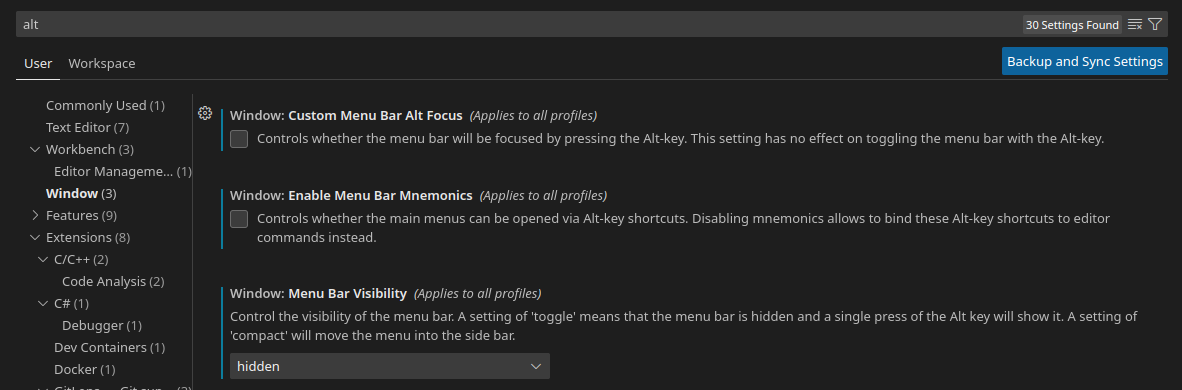 alt
30 Settings Found
User Workspace
Backup and Sync Settings
Commonly Used (1)
Text Editor (7)
Workbench (3)
Editor Manageme... (1)
Window (3)
Features (9)
Extensions (8)
C/C++ (2)
Code Analysis (2)
C# (1)
Debugger (1)
Dev Containers (1)
Docker (1)
Window: Custom Menu Bar Alt Focus (Applies to all profiles)
Controls whether the menu bar will be focused by pressing the Alt-key. This setting has no effect on toggling the menu bar with the Alt-key.
Window: Enable Menu Bar Mnemonics (Applies to all profiles)
Controls whether the main menus can be opened via Alt-key shortcuts. Disabling mnemonics allows to bind these Alt-key shortcuts to editor
commands instead.
Window: Menu Bar Visibility (Applies to all profiles)
Control the visibility of the menu bar. A setting of 'toggle' means that the menu bar is hidden and a single press of the Alt key will show it. A setting of
'compact' will move the menu into the side bar.
hidden